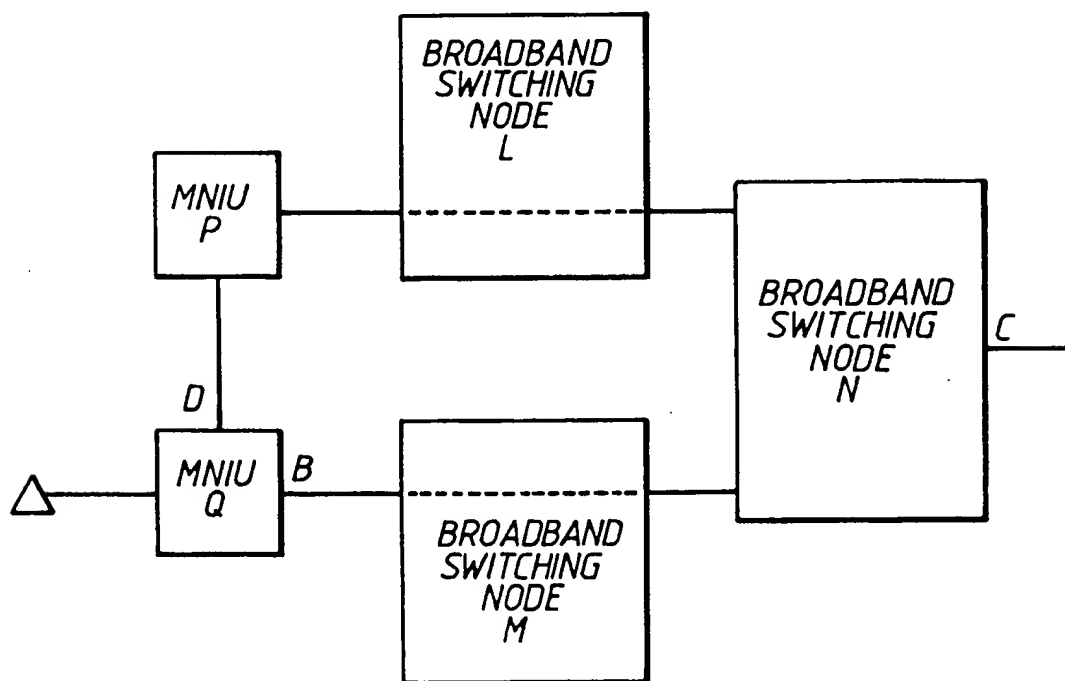 BROADBAND
SWITCHING
NODE
L
MNIU
P
BROADBAND
SWITCHING
NODE
N
C
D
MNIU
Q
B
BROADBAND
SWITCHING
NODE
M